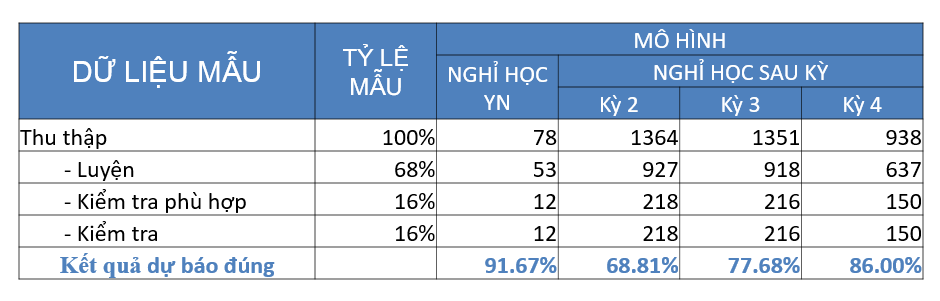 DỮ LIỆU MẪU TỶ LỆ MẪU MÔ HÌNH
NGHỈ HỌC YN NGHỈ HỌC SAU KỲ
Kỳ 2 Kỳ 3 Kỳ 4
Thu thập 100% 78 1364 1351 938
- Luyện 68% 53 927 918 637
- Kiểm tra phù hợp 16% 12 218 216 150
- Kiểm tra 16% 12 218 216 150
Kết quả dự báo đúng 91.67% 68.81% 77.68% 86.00%